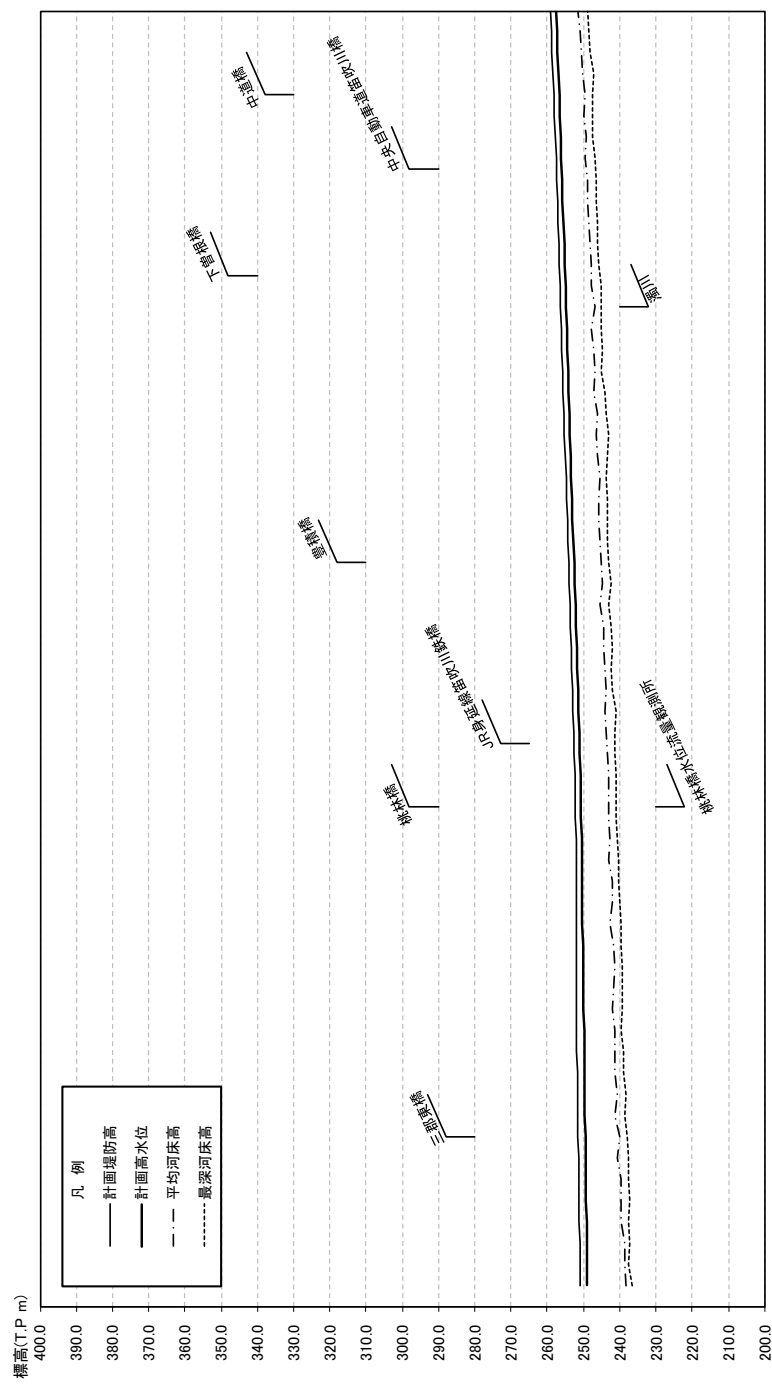 標高(T.P m)
400.0
390.0
380.0
370.0
360.0
350.0
340.0
330.0
320.0
310.0
300.0
290.0
280.0
270.0
260.0
250.0
240.0
230.0
220.0
210.0
200.0
凡 例
計画堤防高
計画高水位
平均河床高
最深河床高
三郡東橋
桃林橋
桃林橋水位流量観測所
JR身延線笛吹川鉄橋
豊積橋
下曽根橋
濁川
中央自動車道笛吹川橋
中道橋